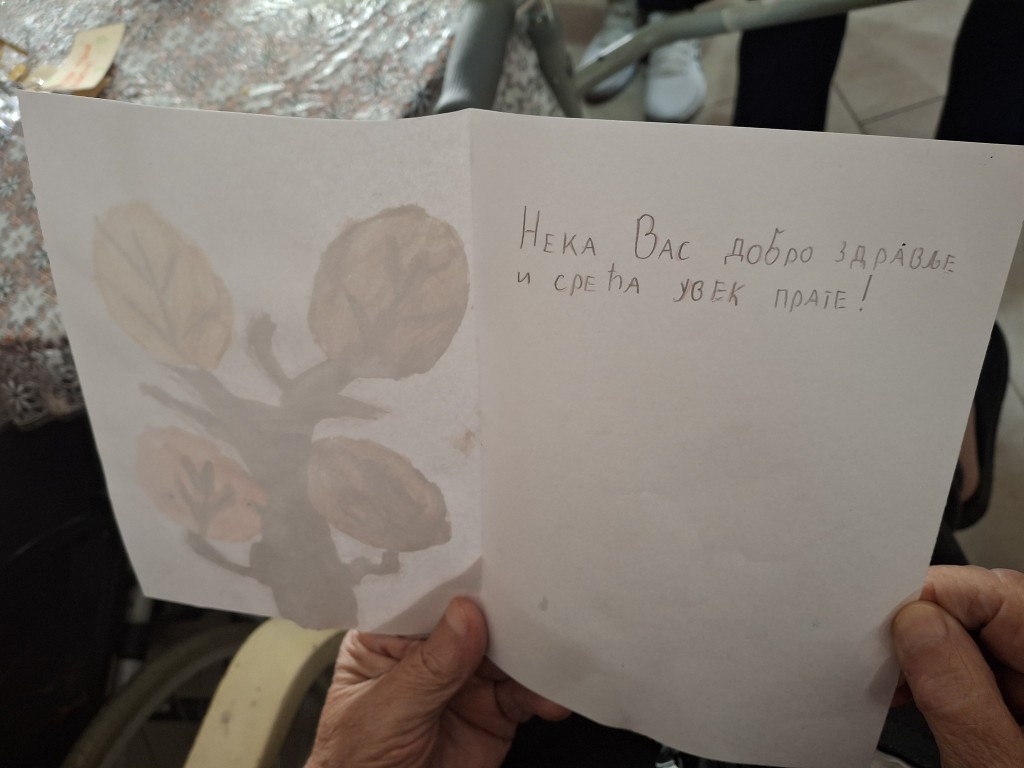 Нека Вас добро здравље
и срећа увек прате!